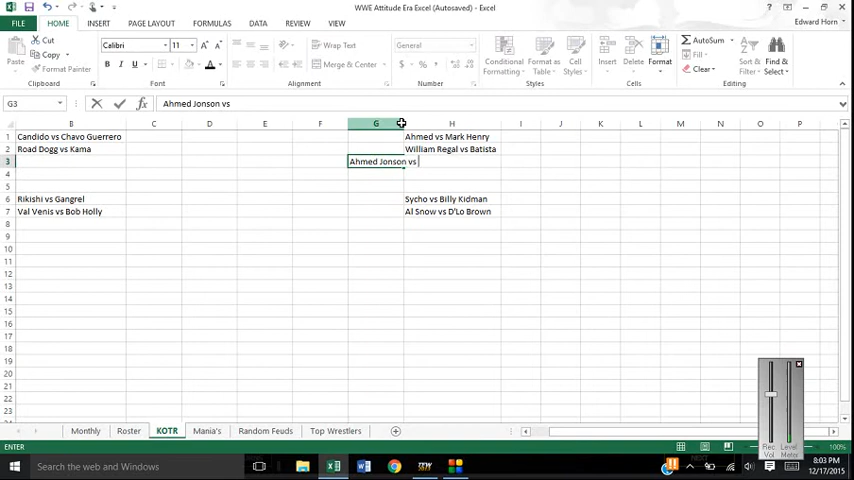 WWE Attitude Era Excel (Autosaved) - Excel
FILE HOME INSERT PAGE LAYOUT FORMULAS DATA REVIEW VIEW Edward Horn
Cut
Copy
Format Painter
Paste
Calibri 11
B I U
Wrap Text
Merge & Center
General
$ % ,
Conditional Formatting
Format as Table
Cell Styles
Insert Delete Format
AutoSum
Fill
Clear
Sort & Filter
Find & Select
Clipboard Font Alignment Number Styles Cells Editing
G3 fx Ahmed Jonson vs
B C D E F G H I J K L M N O P
1 Candido vs Chavo Guerrero Ahmed vs Mark Henry
2 Road Dogg vs Kama William Regal vs Batista
3 Ahmed Jonson vs
4
5
6 Rikishi vs Gangrel Sycho vs Billy Kidman
7 Val Venis vs Bob Holly Al Snow vs D'Lo Brown
8
9
10
11
12
13
14
15
16
17
18
19
20
21
22
23
Monthly Roster KOTR Mania's Random Feuds Top Wrestlers
ENTER 100%
Rec Vol Level Meter
Search the web and Windows
TEW
8:03 PM
12/17/2015